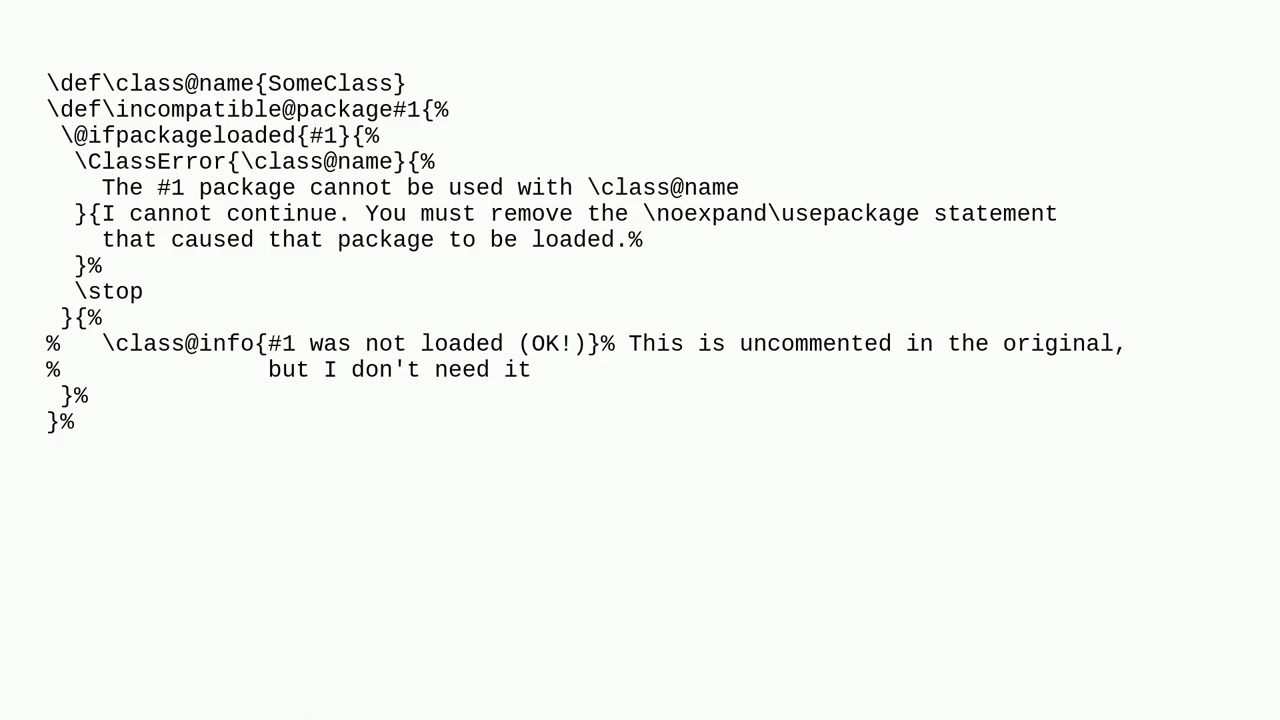 \def\class@name{SomeClass}
\def\incompatible@package#1{%
 \@ifpackageloaded{#1}{%
  \ClassError{\class@name}{%
    The #1 package cannot be used with \class@name
  }{I cannot continue. You must remove the \noexpand\usepackage statement
    that caused that package to be loaded.%
  }%
  \stop
 }{%
%   \class@info{#1 was not loaded (OK!)}% This is uncommented in the original,
%               but I don't need it
 }%
}%